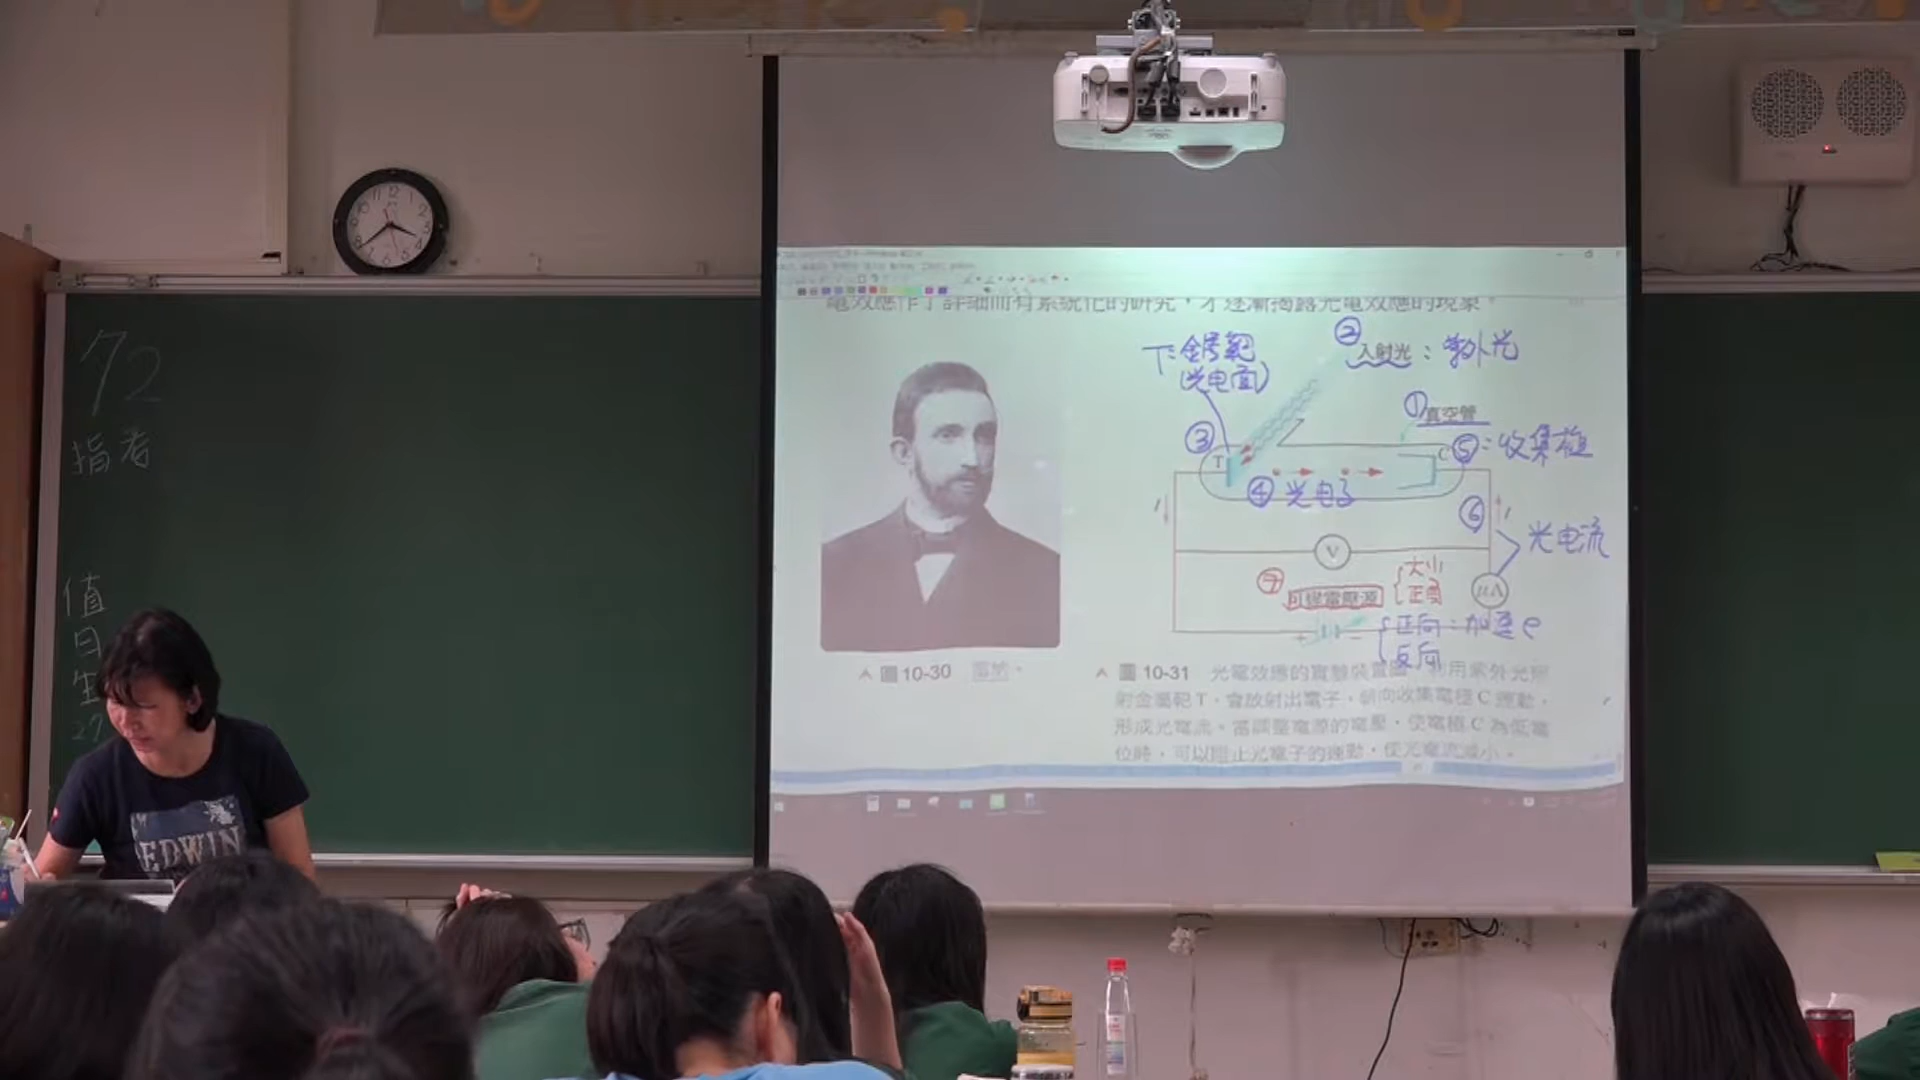 72
指考
值
日
生
27
EDWIN
電效應作了詳細而有系統化的研究，才逐漸揭露光電效應的現象。
②
入射光：紫外光
T:金屬靶
(光电面)
①真空管
③
T
C
⑤：收集極
④光电子
⑥
I
I
光电流
V
⑦
可變電壓源
大小
正負
μA
+
−
正向：加速e
反向
圖10-30
圖10-31 光電效應的實驗裝置圖，利用紫外光照
射金屬靶T，會放射出電子，朝向收集電極C運動，
形成光電流。當調整電源的電壓，使電極C為低電
位時，可以阻止光電子的運動，使光電流減小。